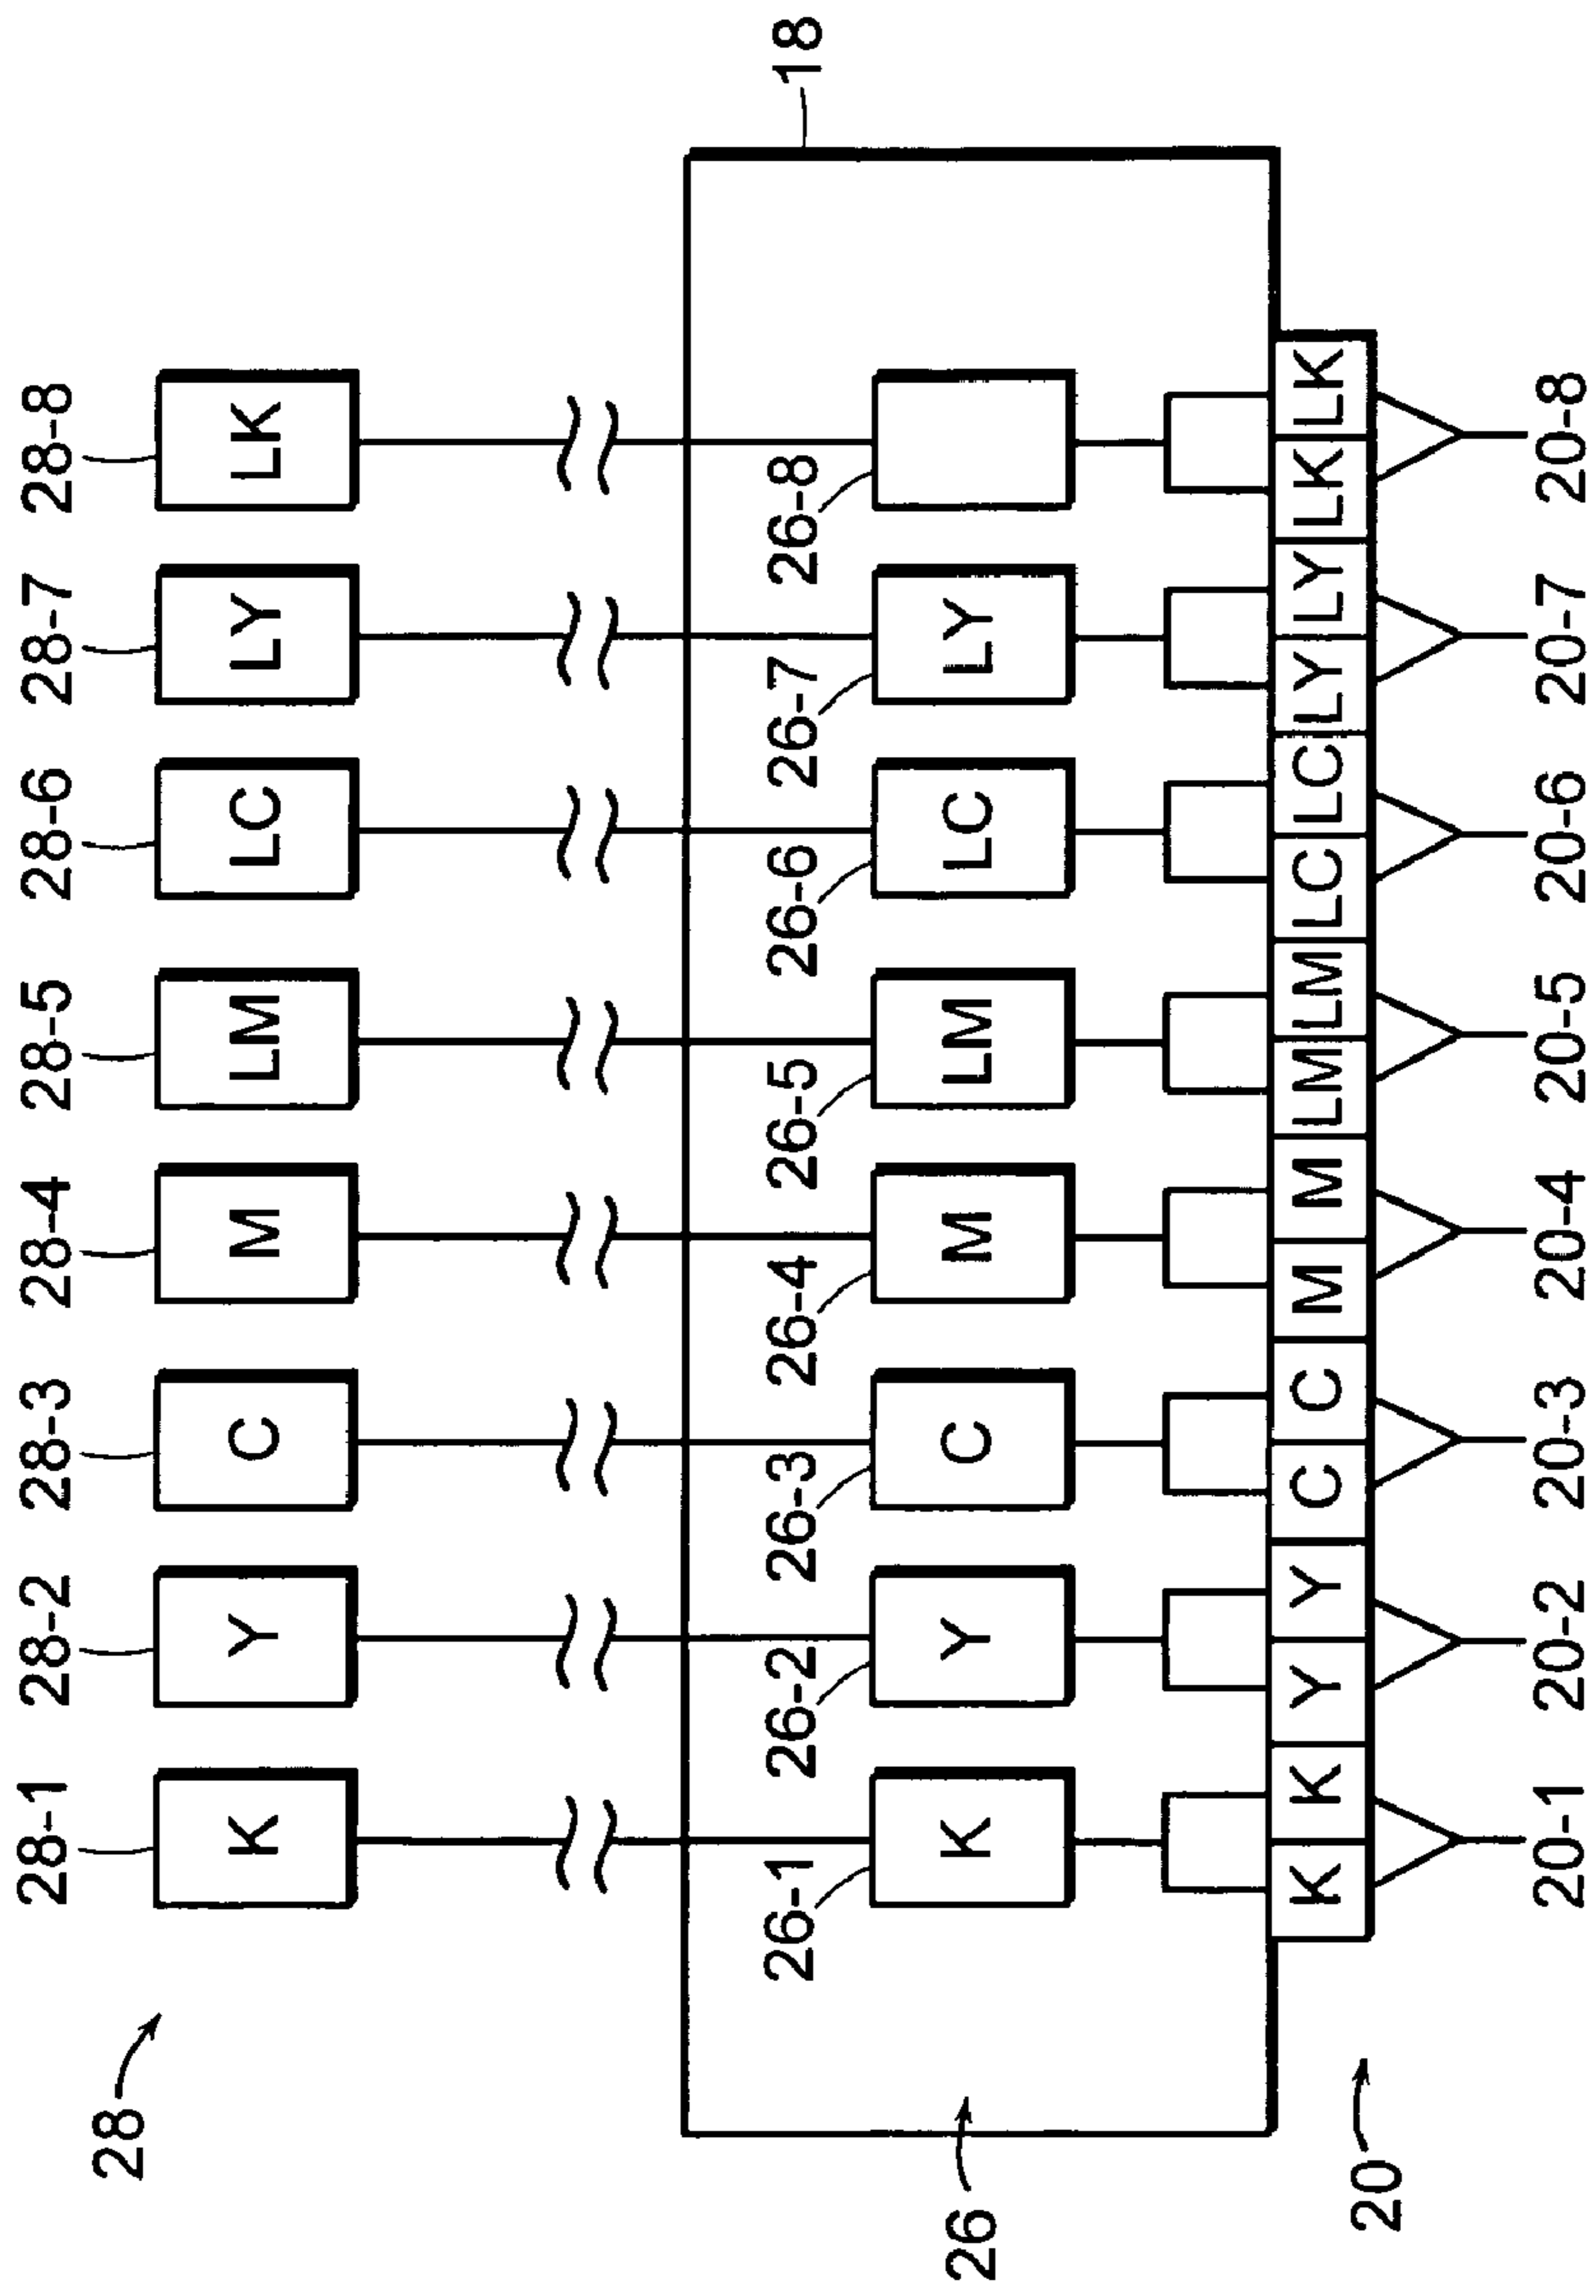 28-1 28-2 28-3 28-4 28-5 28-6 28-7 28-8
28
K Y C M LM LC LY LK
26-1 26-2 26-3 26-4 26-5 26-6 26-7 26-8 18
26 K Y C M LM LC LY
K K Y Y C C M M LM LM LC LC LY LY LK LK
20
20-1 20-2 20-3 20-4 20-5 20-6 20-7 20-8